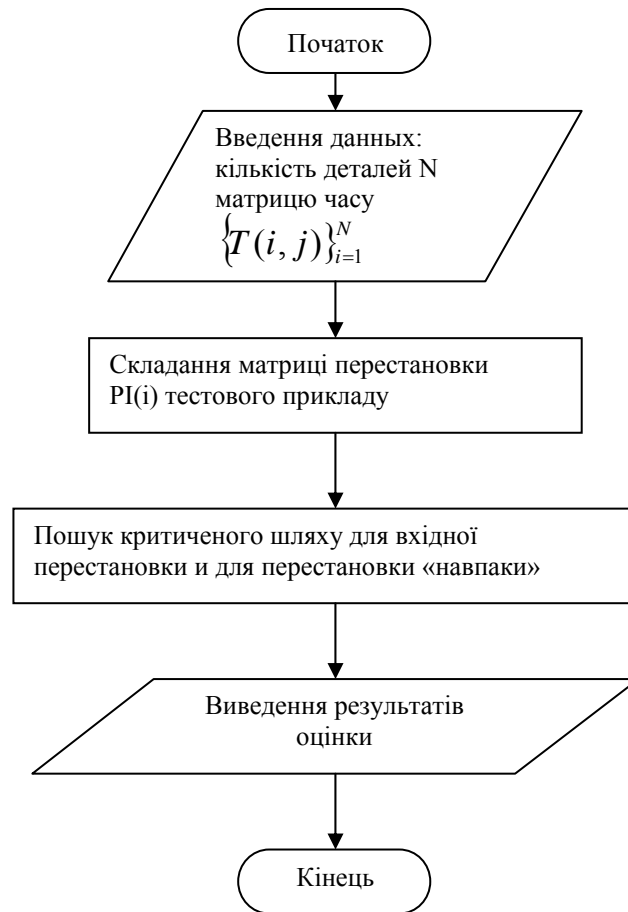 Початок
Введення данных:
кількість деталей N
матрицю часу
{T(i, j)}_{i=1}^{N}
Складання матриці перестановки
PI(i) тестового прикладу
Пошук критиченого шляху для вхідної
перестановки и для перестановки «навпаки»
Виведення результатів
оцінки
Кінець